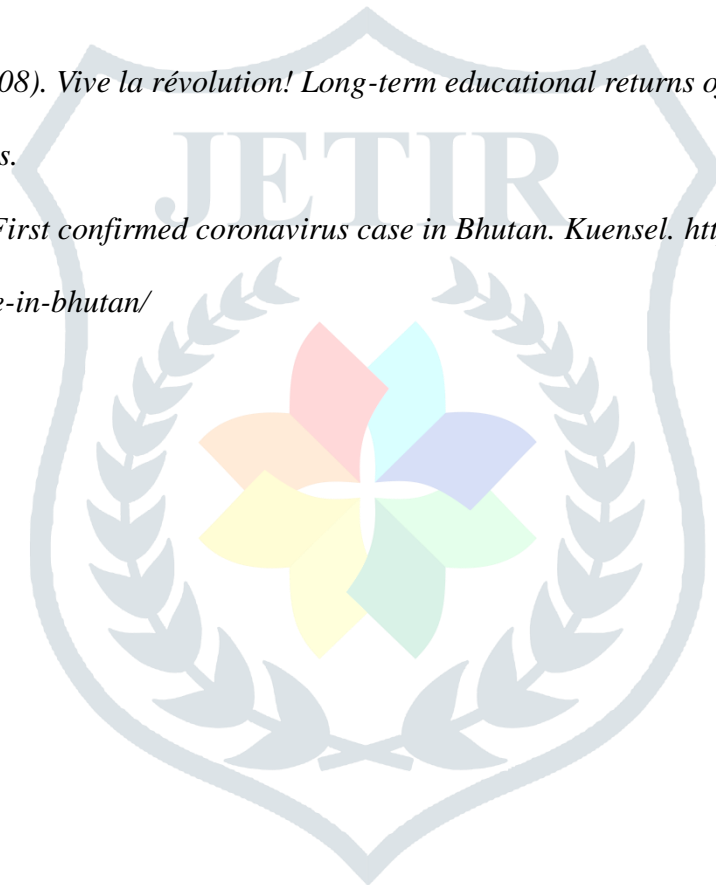 08). Vive la révolution! Long-term educational returns o
JETIR
s.
First confirmed coronavirus case in Bhutan. Kuensel. htt
e-in-bhutan/